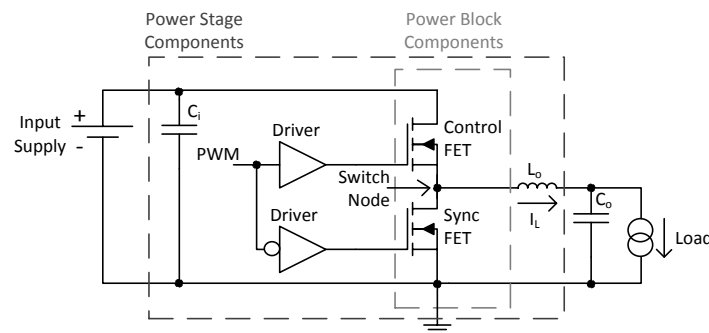 Power Stage
Components
Power Block
Components
+
Input
Supply
-
Ci
Driver
PWM
Control
FET
Switch
Node
Lo
IL
Co
Driver
Sync
FET
Load